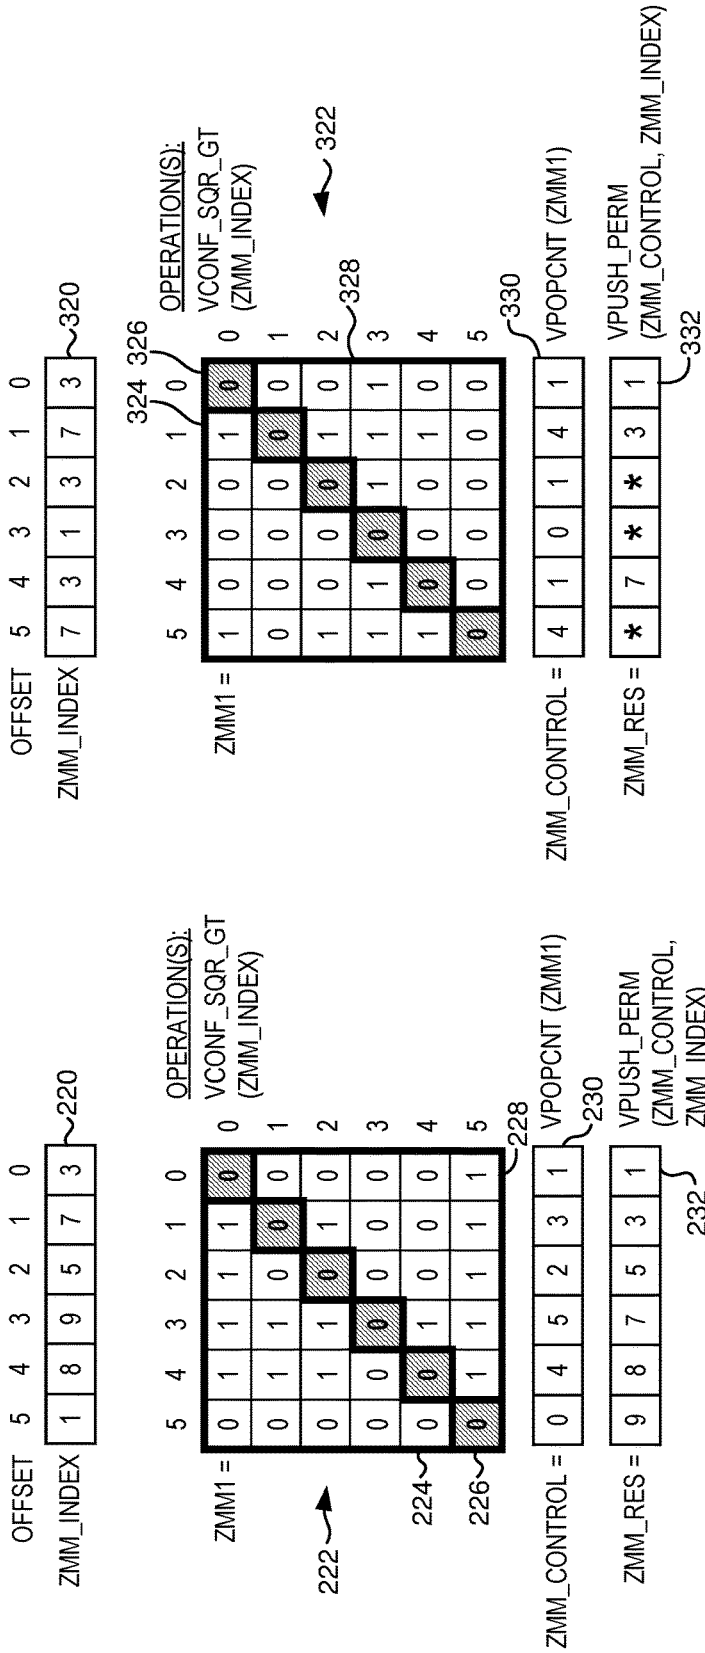 OFFSET 5 4 3 2 1 0
ZMM_INDEX 1 8 9 5 7 3 220
OPERATION(S):
VCONF_SQR_GT
(ZMM_INDEX)
222
5 4 3 2 1 0
ZMM1 = 0 1 1 1 1 0 0
0 1 1 0 0 0 1
0 1 1 0 1 0 2
0 0 0 0 0 0 3
224 0 0 1 0 0 0 4
226 0 1 1 1 1 1 5
228
ZMM_CONTROL = 0 4 5 2 3 1 VPOPCNT (ZMM1)
230
ZMM_RES = 9 8 7 5 3 1 VPUSH_PERM
(ZMM_CONTROL,
ZMM_INDEX)
232
OFFSET 5 4 3 2 1 0
ZMM_INDEX 7 3 1 3 7 3 320
OPERATION(S):
VCONF_SQR_GT
(ZMM_INDEX)
322
324 326
5 4 3 2 1 0
ZMM1 = 1 0 0 0 1 0 0
0 0 0 0 0 0 1
1 0 0 0 1 0 2
328
1 1 0 1 1 1 3
1 0 0 0 1 0 4
0 0 0 0 0 0 5
330
ZMM_CONTROL = 4 1 0 1 4 1 VPOPCNT (ZMM1)
ZMM_RES = * 7 * * 3 1 VPUSH_PERM
(ZMM_CONTROL, ZMM_INDEX)
332